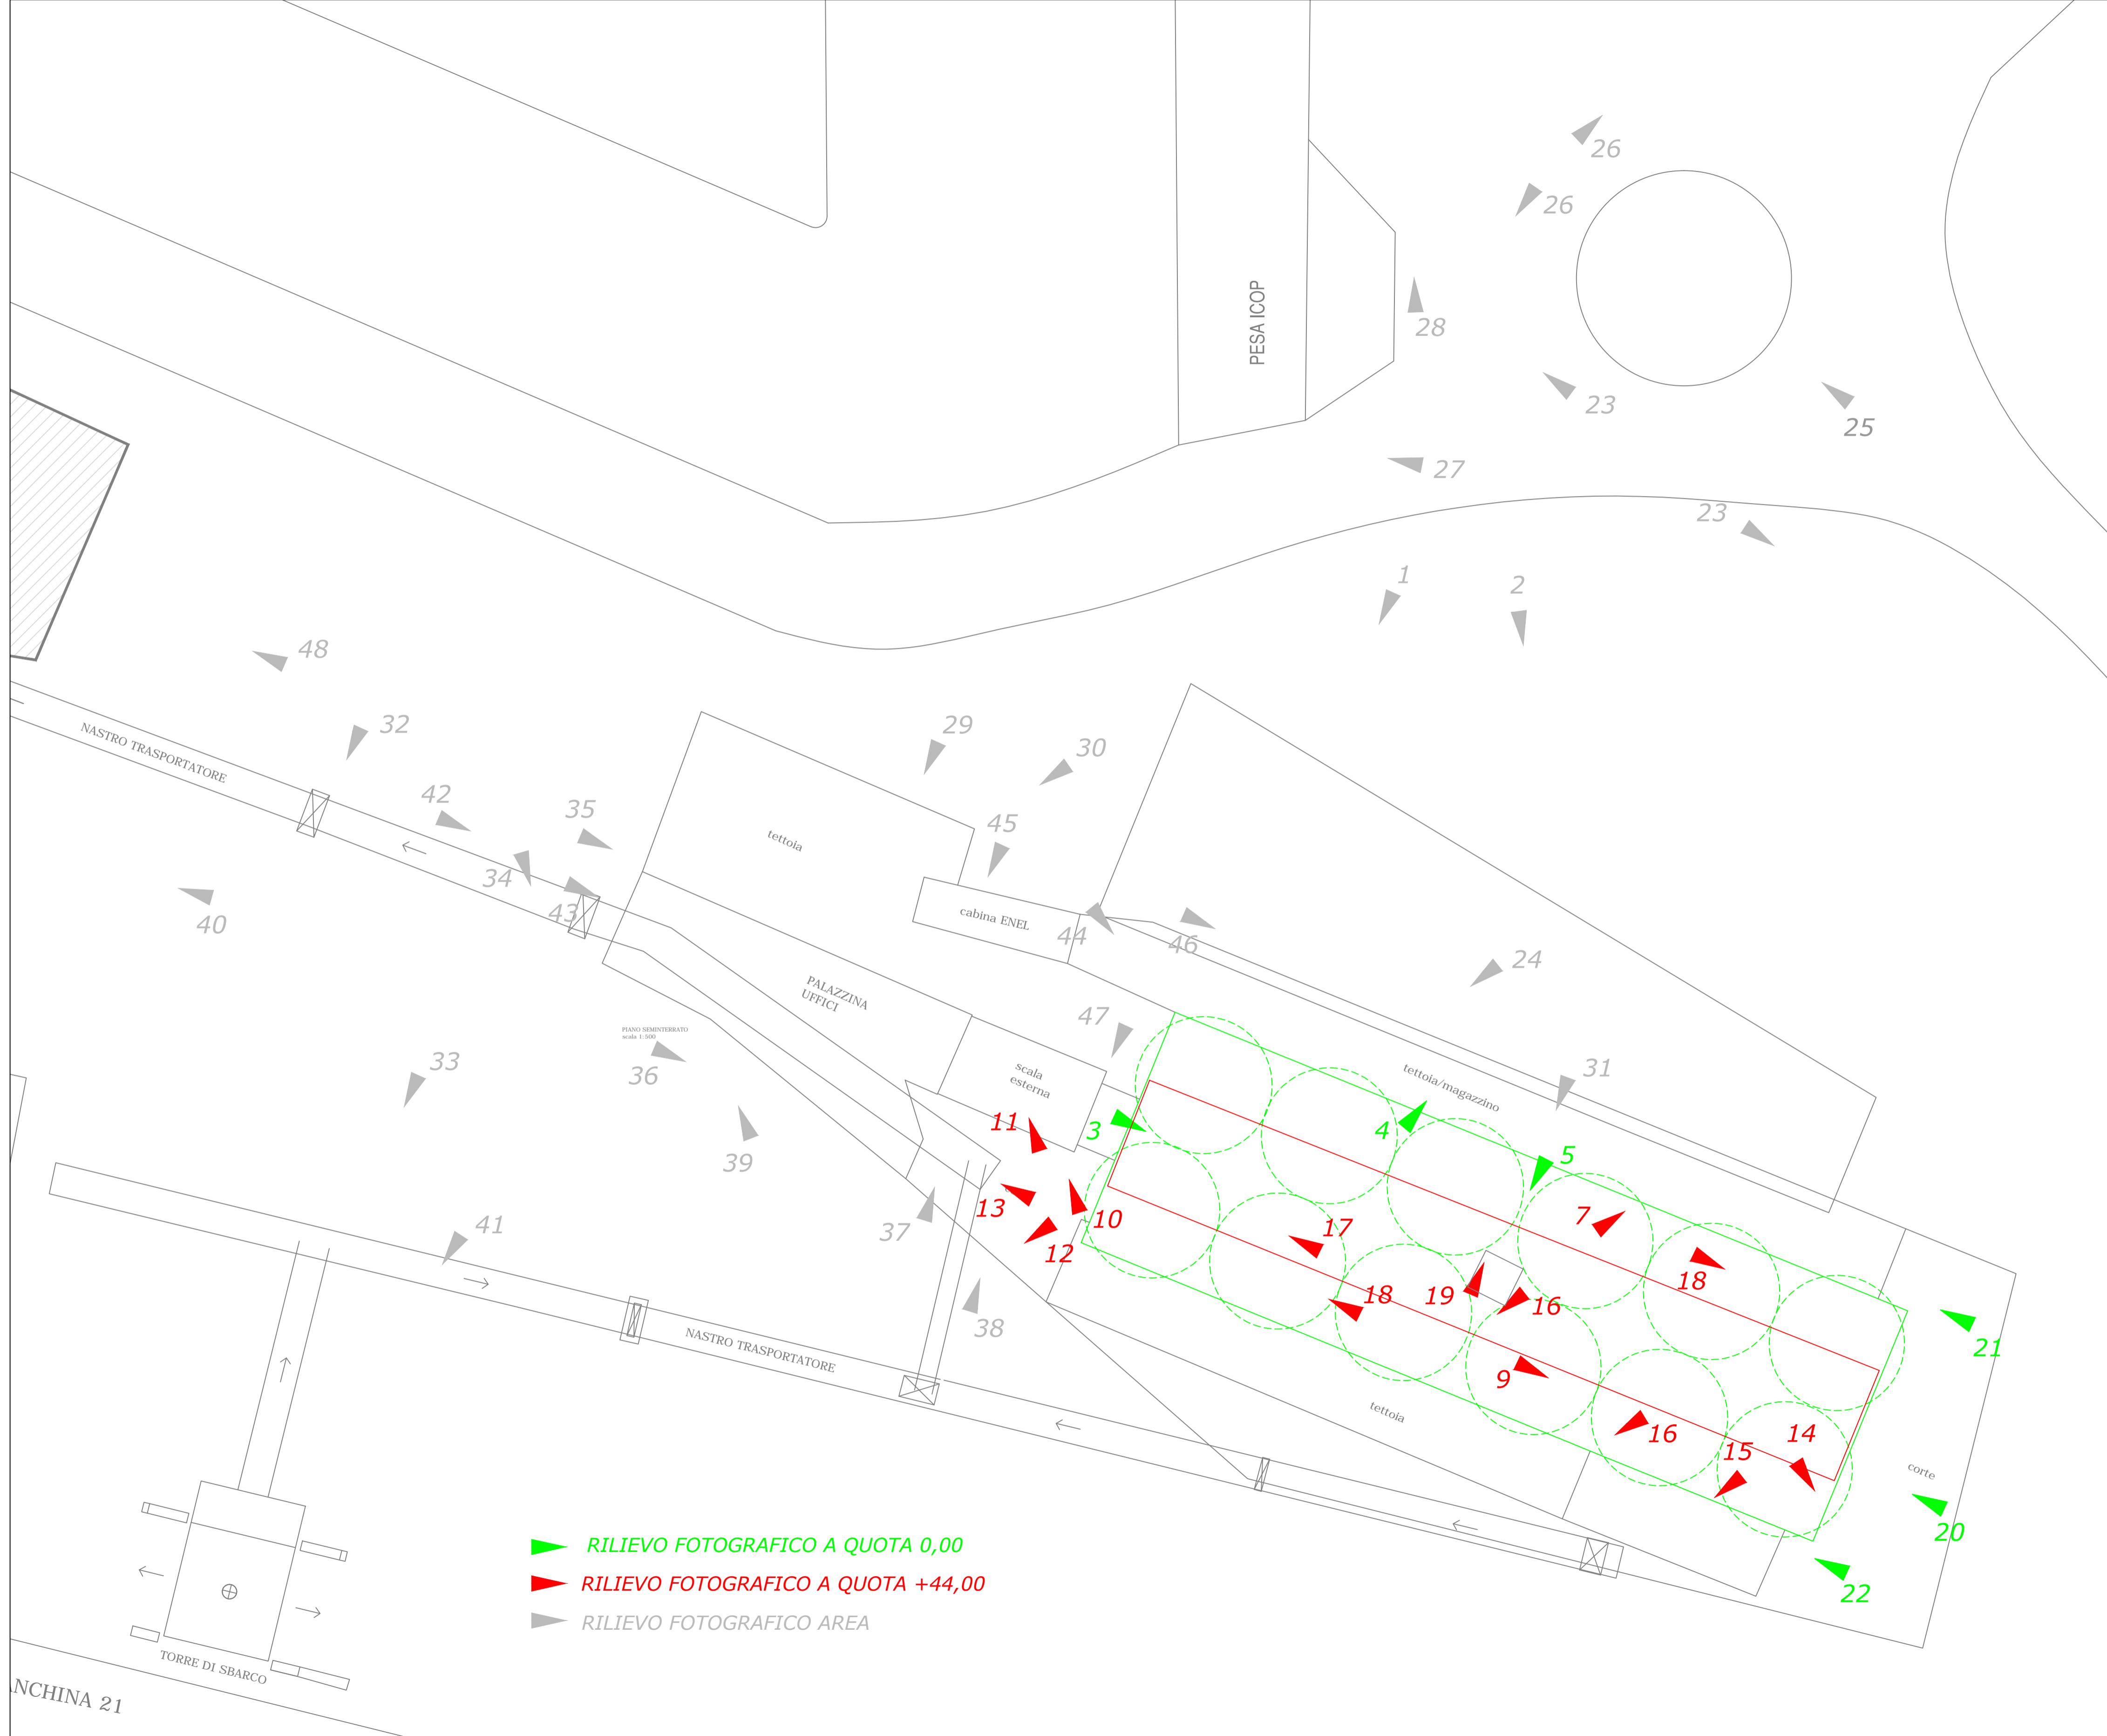 26
26
PESA ICOP
28
23
25
27
23
1
2
48
32
29
30
NASTRO TRASPORTATORE
42
35
45
tettoia
34
43
cabina ENEL
40
44
46
24
PALAZZINA
UFFICI
47
PIANO SEMINTERRATO
scala 1:500
33
36
scala
esterna
tettoia/magazzino
31
11
3
4
39
5
13
10
37
12
17
7
41
18
19
16
18
38
21
NASTRO TRASPORTATORE
9
tettoia
16
14
15
corte
20
22
RILIEVO FOTOGRAFICO A QUOTA 0,00
RILIEVO FOTOGRAFICO A QUOTA +44,00
RILIEVO FOTOGRAFICO AREA
TORRE DI SBARCO
ANCHINA 21